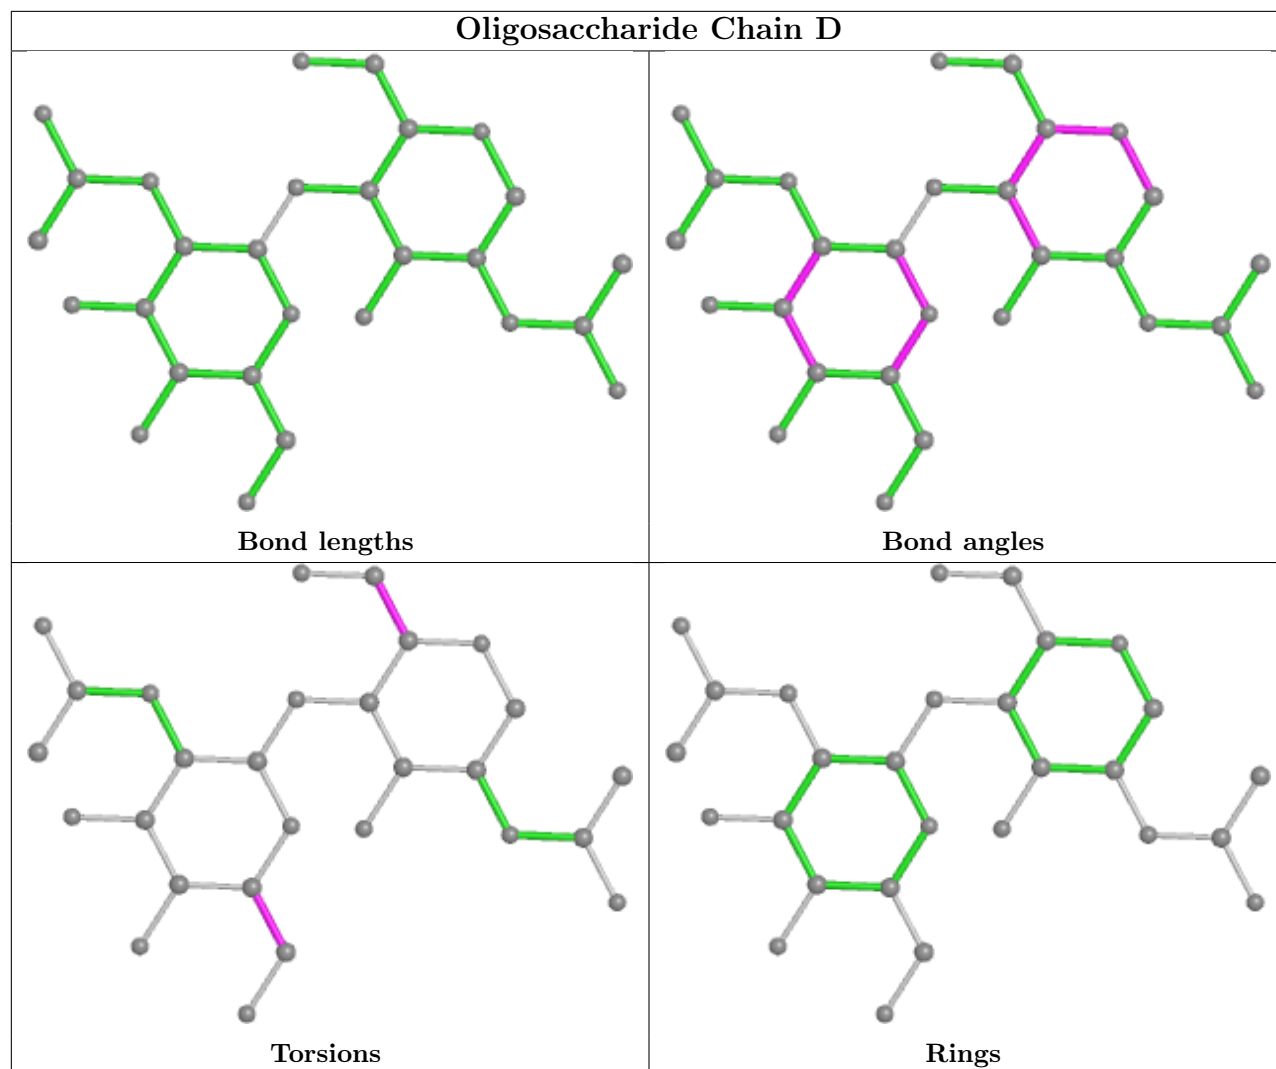 Oligosaccharide Chain D
Bond lengths
Bond angles
Torsions
Rings